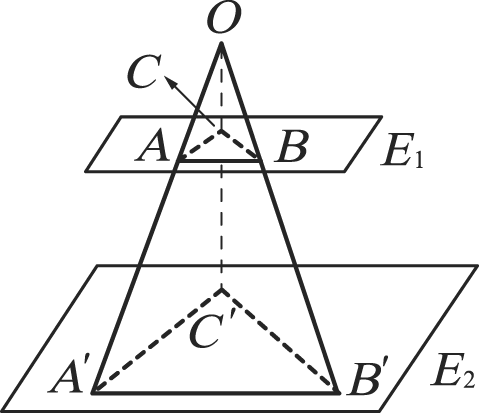 O
C
A B E₁
C'
A' B' E₂